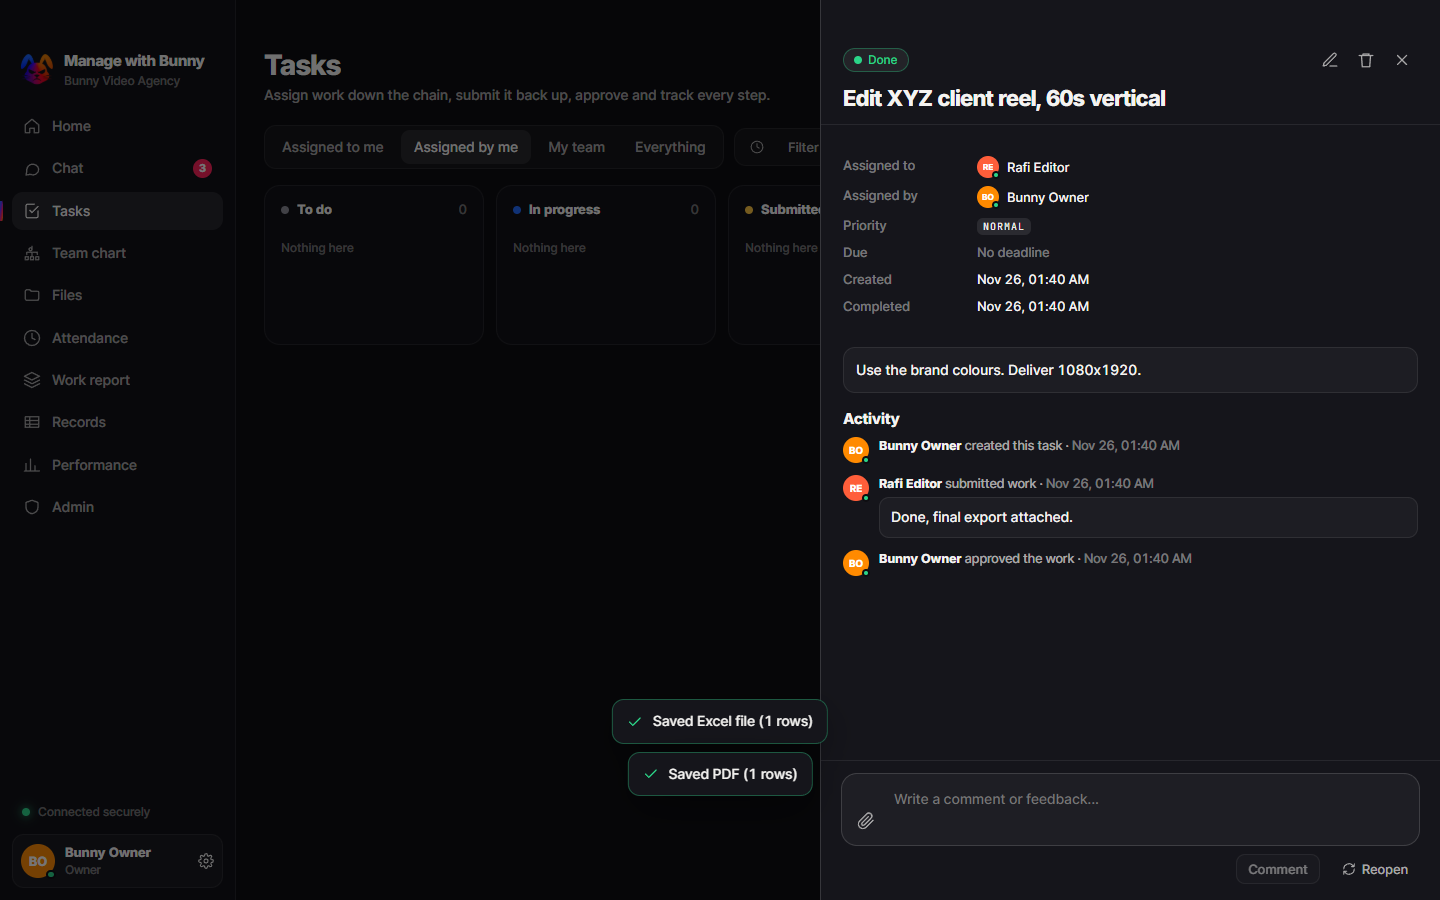 Manage with Bunny
Bunny Video Agency
Home
Chat
3
Tasks
Team chart
Files
Attendance
Work report
Records
Performance
Admin
Connected securely
BO
Bunny Owner
Owner
Tasks
Assign work down the chain, submit it back up, approve and track every step.
Assigned to me
Assigned by me
My team
Everything
Filter
To do
0
Nothing here
In progress
0
Nothing here
Submitte
Nothing here
Saved Excel file (1 rows)
Saved PDF (1 rows)
Done
Edit XYZ client reel, 60s vertical
Assigned to
RE
Rafi Editor
Assigned by
BO
Bunny Owner
Priority
NORMAL
Due
No deadline
Created
Nov 26, 01:40 AM
Completed
Nov 26, 01:40 AM
Use the brand colours. Deliver 1080x1920.
Activity
BO
Bunny Owner created this task · Nov 26, 01:40 AM
RE
Rafi Editor submitted work · Nov 26, 01:40 AM
Done, final export attached.
BO
Bunny Owner approved the work · Nov 26, 01:40 AM
Write a comment or feedback...
Comment
Reopen